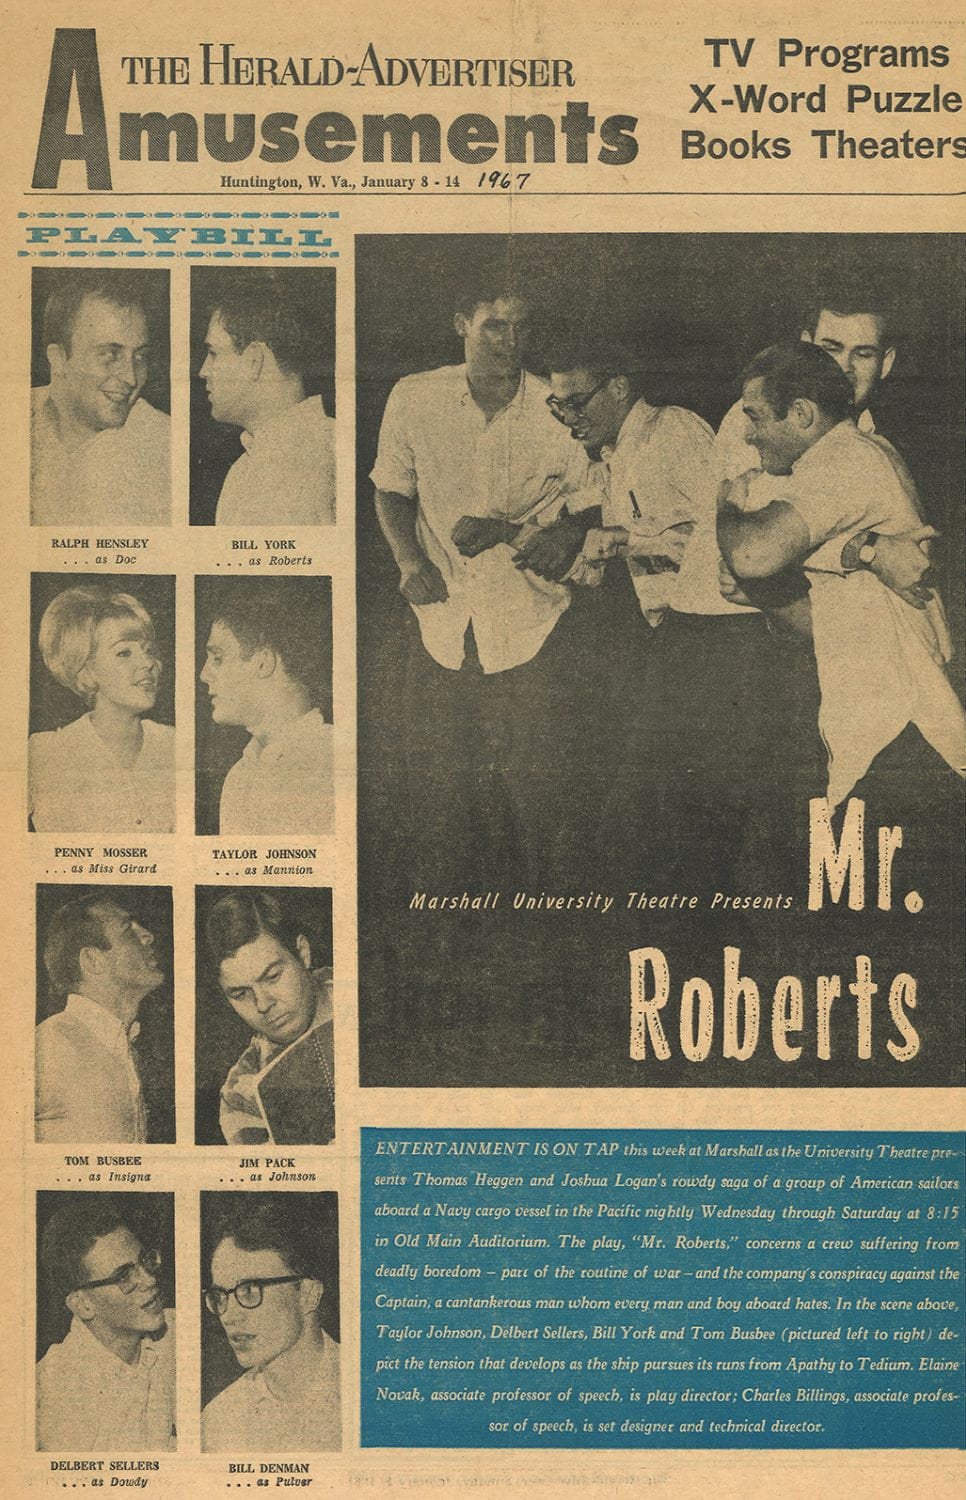 THE HERALD-ADVERTISER
Amusements
Huntington, W. Va., January 8 - 14 1967
TV Programs
X-Word Puzzle
Books Theaters
PLAYBILL
RALPH HENSLEY
. . . as Doc
BILL YORK
. . . as Roberts
PENNY MOSSER
. . . as Miss Girard
TAYLOR JOHNSON
. . . as Mannion
TOM BUSBEE
. . . as Insigna
JIM PACK
. . . as Johnson
DELBERT SELLERS
. . . as Dowdy
BILL DENMAN
. . . as Pulver
Marshall University Theatre Presents Mr.
Roberts
ENTERTAINMENT IS ON TAP this week at Marshall as the University Theatre pre-
sents Thomas Heggen and Joshua Logan's rowdy saga of a group of American sailors
aboard a Navy cargo vessel in the Pacific nightly Wednesday through Saturday at 8:15
in Old Main Auditorium. The play, "Mr. Roberts," concerns a crew suffering from
deadly boredom – part of the routine of war – and the company's conspiracy against the
Captain, a cantankerous man whom every man and boy aboard hates. In the scene above,
Taylor Johnson, Delbert Sellers, Bill York and Tom Busbee (pictured left to right) de-
pict the tension that develops as the ship pursues its runs from Apathy to Tedium. Elaine
Novak, associate professor of speech, is play director; Charles Billings, associate profes-
sor of speech, is set designer and technical director.